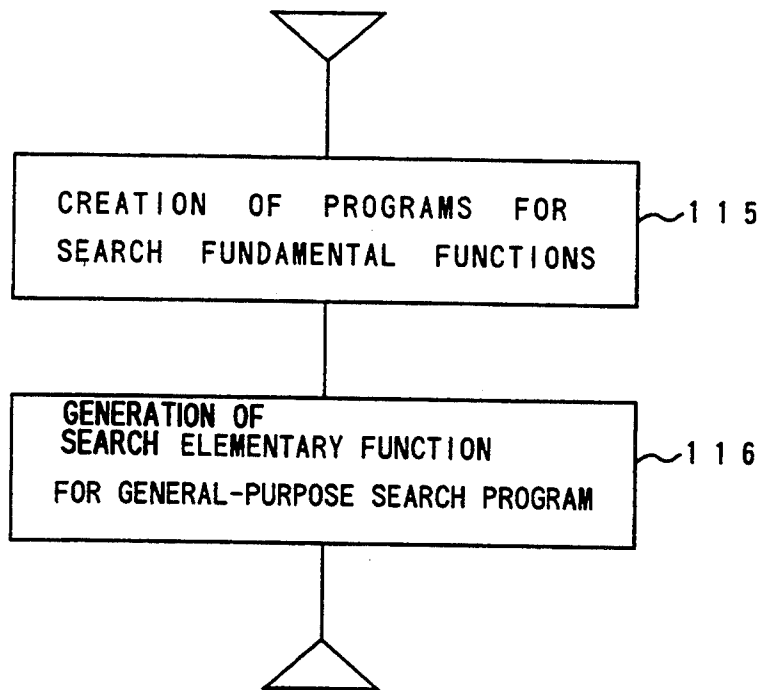 CREATION OF PROGRAMS FOR
SEARCH FUNDAMENTAL FUNCTIONS
115
GENERATION OF
SEARCH ELEMENTARY FUNCTION
FOR GENERAL-PURPOSE SEARCH PROGRAM
116